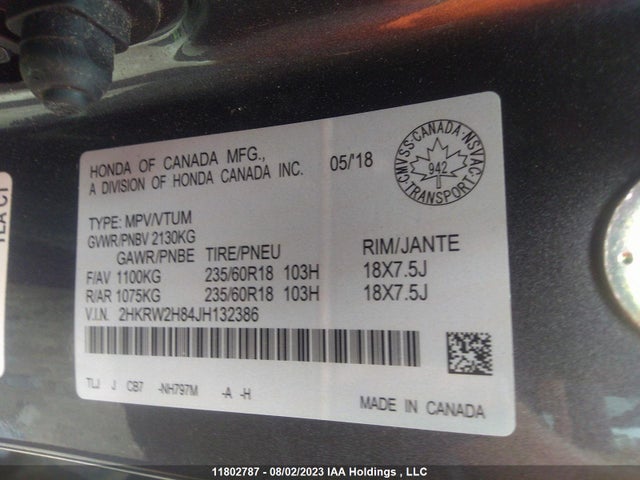 HONDA OF CANADA MFG.,
A DIVISION OF HONDA CANADA INC.
05/'18
CMVSS-CANADA-NSVAC
942
TRANSPORT
TYPE: MPV/VTUM
GVWR/PNBV 2130KG
GAWR/PNBE TIRE/PNEU RIM/JANTE
F/AV 1100KG 235/60R18 103H 18X7.5J
R/AR 1075KG 235/60R18 103H 18X7.5J
V.I.N. 2HKRW2H84JH132386
TLJ J CB7 -NH797M -A -H
MADE IN CANADA
TLA C1
11802787 - 08/02/2023 IAA Holdings , LLC